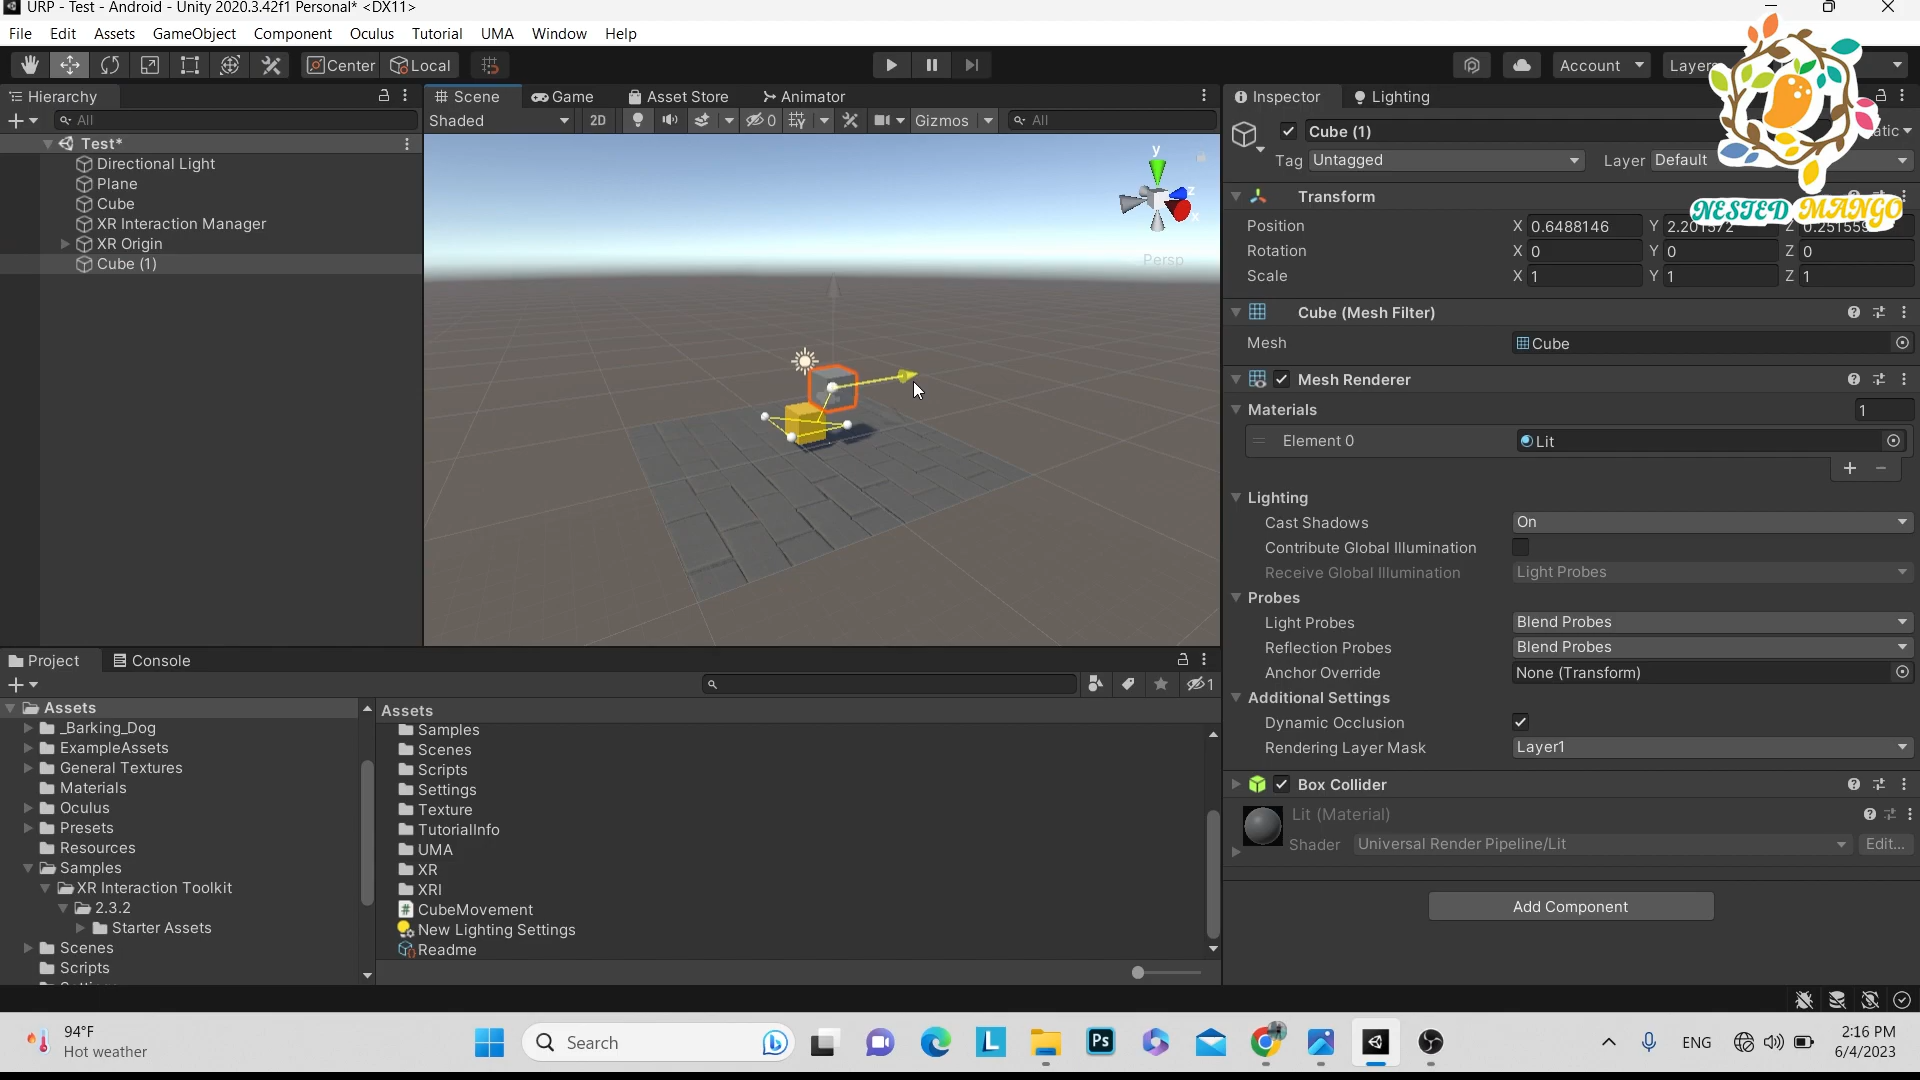 URP - Test - Android - Unity 2020.3.42f1 Personal* <DX11>
File Edit Assets GameObject Component Oculus Tutorial UMA Window Help
Center Local Account Layers
Hierarchy
Scene Game Asset Store Animator
Inspector Lighting
All
Shaded 2D 0 Gizmos All
Test*
Directional Light
Plane
Cube
XR Interaction Manager
XR Origin
Cube (1)
y
z
x
Persp
Cube (1) atic
Tag Untagged Layer Default
NESTED MANGO
Transform
Position X 0.6488146 Y 2.201572 Z 0.251559
Rotation X 0 Y 0 Z 0
Scale X 1 Y 1 Z 1
Cube (Mesh Filter)
Mesh Cube
Mesh Renderer
Materials 1
Element 0 Lit
Lighting
Cast Shadows On
Contribute Global Illumination
Receive Global Illumination Light Probes
Probes
Light Probes Blend Probes
Reflection Probes Blend Probes
Anchor Override None (Transform)
Additional Settings
Dynamic Occlusion
Rendering Layer Mask Layer1
Box Collider
Lit (Material)
Shader Universal Render Pipeline/Lit Edit...
Add Component
Project Console
1
Assets
_Barking_Dog
ExampleAssets
General Textures
Materials
Oculus
Presets
Resources
Samples
XR Interaction Toolkit
2.3.2
Starter Assets
Scenes
Scripts
Assets
Samples
Scenes
Scripts
Settings
Texture
TutorialInfo
UMA
XR
XRI
CubeMovement
New Lighting Settings
Readme
94°F
Hot weather
Search
L
Ps
ENG
2:16 PM
6/4/2023